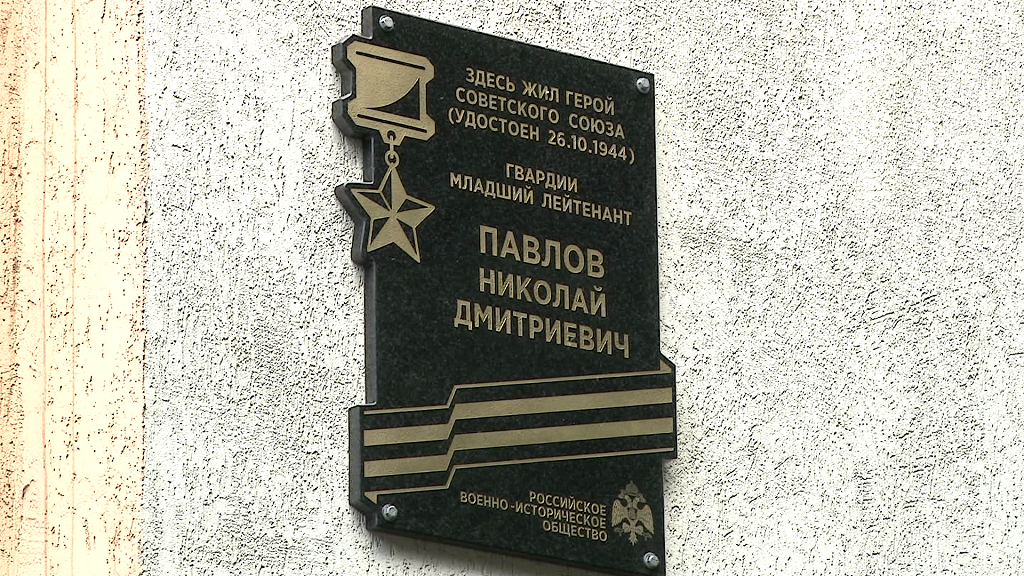 ЗДЕСЬ ЖИЛ ГЕРОЙ
СОВЕТСКОГО СОЮЗА
(УДОСТОЕН 26.10.1944)
ГВАРДИИ
МЛАДШИЙ ЛЕЙТЕНАНТ
ПАВЛОВ
НИКОЛАЙ
ДМИТРИЕВИЧ
РОССИЙСКОЕ
ВОЕННО-ИСТОРИЧЕСКОЕ
ОБЩЕСТВО